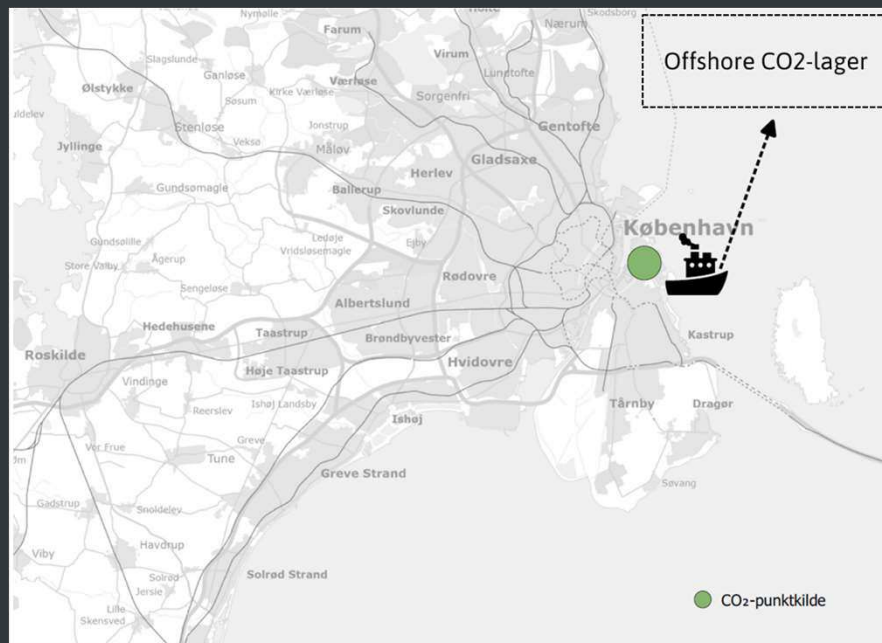 Nymølle
Holte
Skodsborg
Farum
Nærum
Slagslunde
Virum
Offshore CO2-lager
Ganløse
Værløse
Lundtofte
Ølstykke
Søsum
Kirke Værløse
Sorgenfri
Stenløse
Jonstrup
Gentofte
Veksø
Måløv
Gladsaxe
Jyllinge
Herlev
Ballerup
Gundsømagle
Skovlunde
København
Ledøje
Ejby
Gundsølille
Vridsløsemagle
Store Valby
Ågerup
Rødovre
Sengeløse
Albertslund
Hedehusene
Taastrup
Kastrup
Brøndbyvester
Roskilde
Hvidovre
Høje Taastrup
Vindinge
Ishøj Landsby
Tårnby
Dragør
Reerslev
Ishøj
Vor Frue
Greve
Tune
Greve Strand
Søvang
Gadstrup
Snoldelev
Havdrup
Viby
Solrød
Solrød Strand
Jersie
CO₂-punktkilde
Lille
Skensved